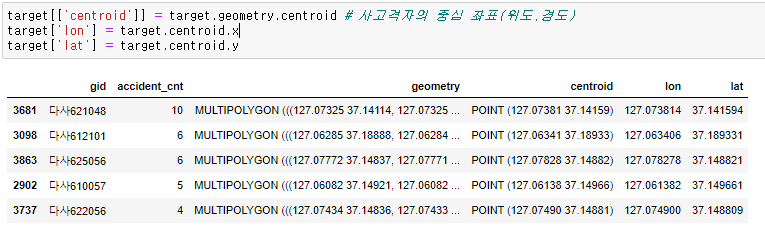 target[['centroid']] = target.geometry.centroid # 사고격자의 중심 좌표(위도,경도)
target['lon'] = target.centroid.x
target['lat'] = target.centroid.y
gid accident_cnt geometry centroid lon lat
3681 다사621048 10 MULTIPOLYGON (((127.07325 37.14114, 127.07325 ... POINT (127.07381 37.14159) 127.073814 37.141594
3098 다사612101 6 MULTIPOLYGON (((127.06285 37.18888, 127.06284 ... POINT (127.06341 37.18933) 127.063406 37.189331
3863 다사625056 6 MULTIPOLYGON (((127.07772 37.14837, 127.07771 ... POINT (127.07828 37.14882) 127.078278 37.148821
2902 다사610057 5 MULTIPOLYGON (((127.06082 37.14921, 127.06082 ... POINT (127.06138 37.14966) 127.061382 37.149661
3737 다사622056 4 MULTIPOLYGON (((127.07434 37.14836, 127.07433 ... POINT (127.07490 37.14881) 127.074900 37.148809